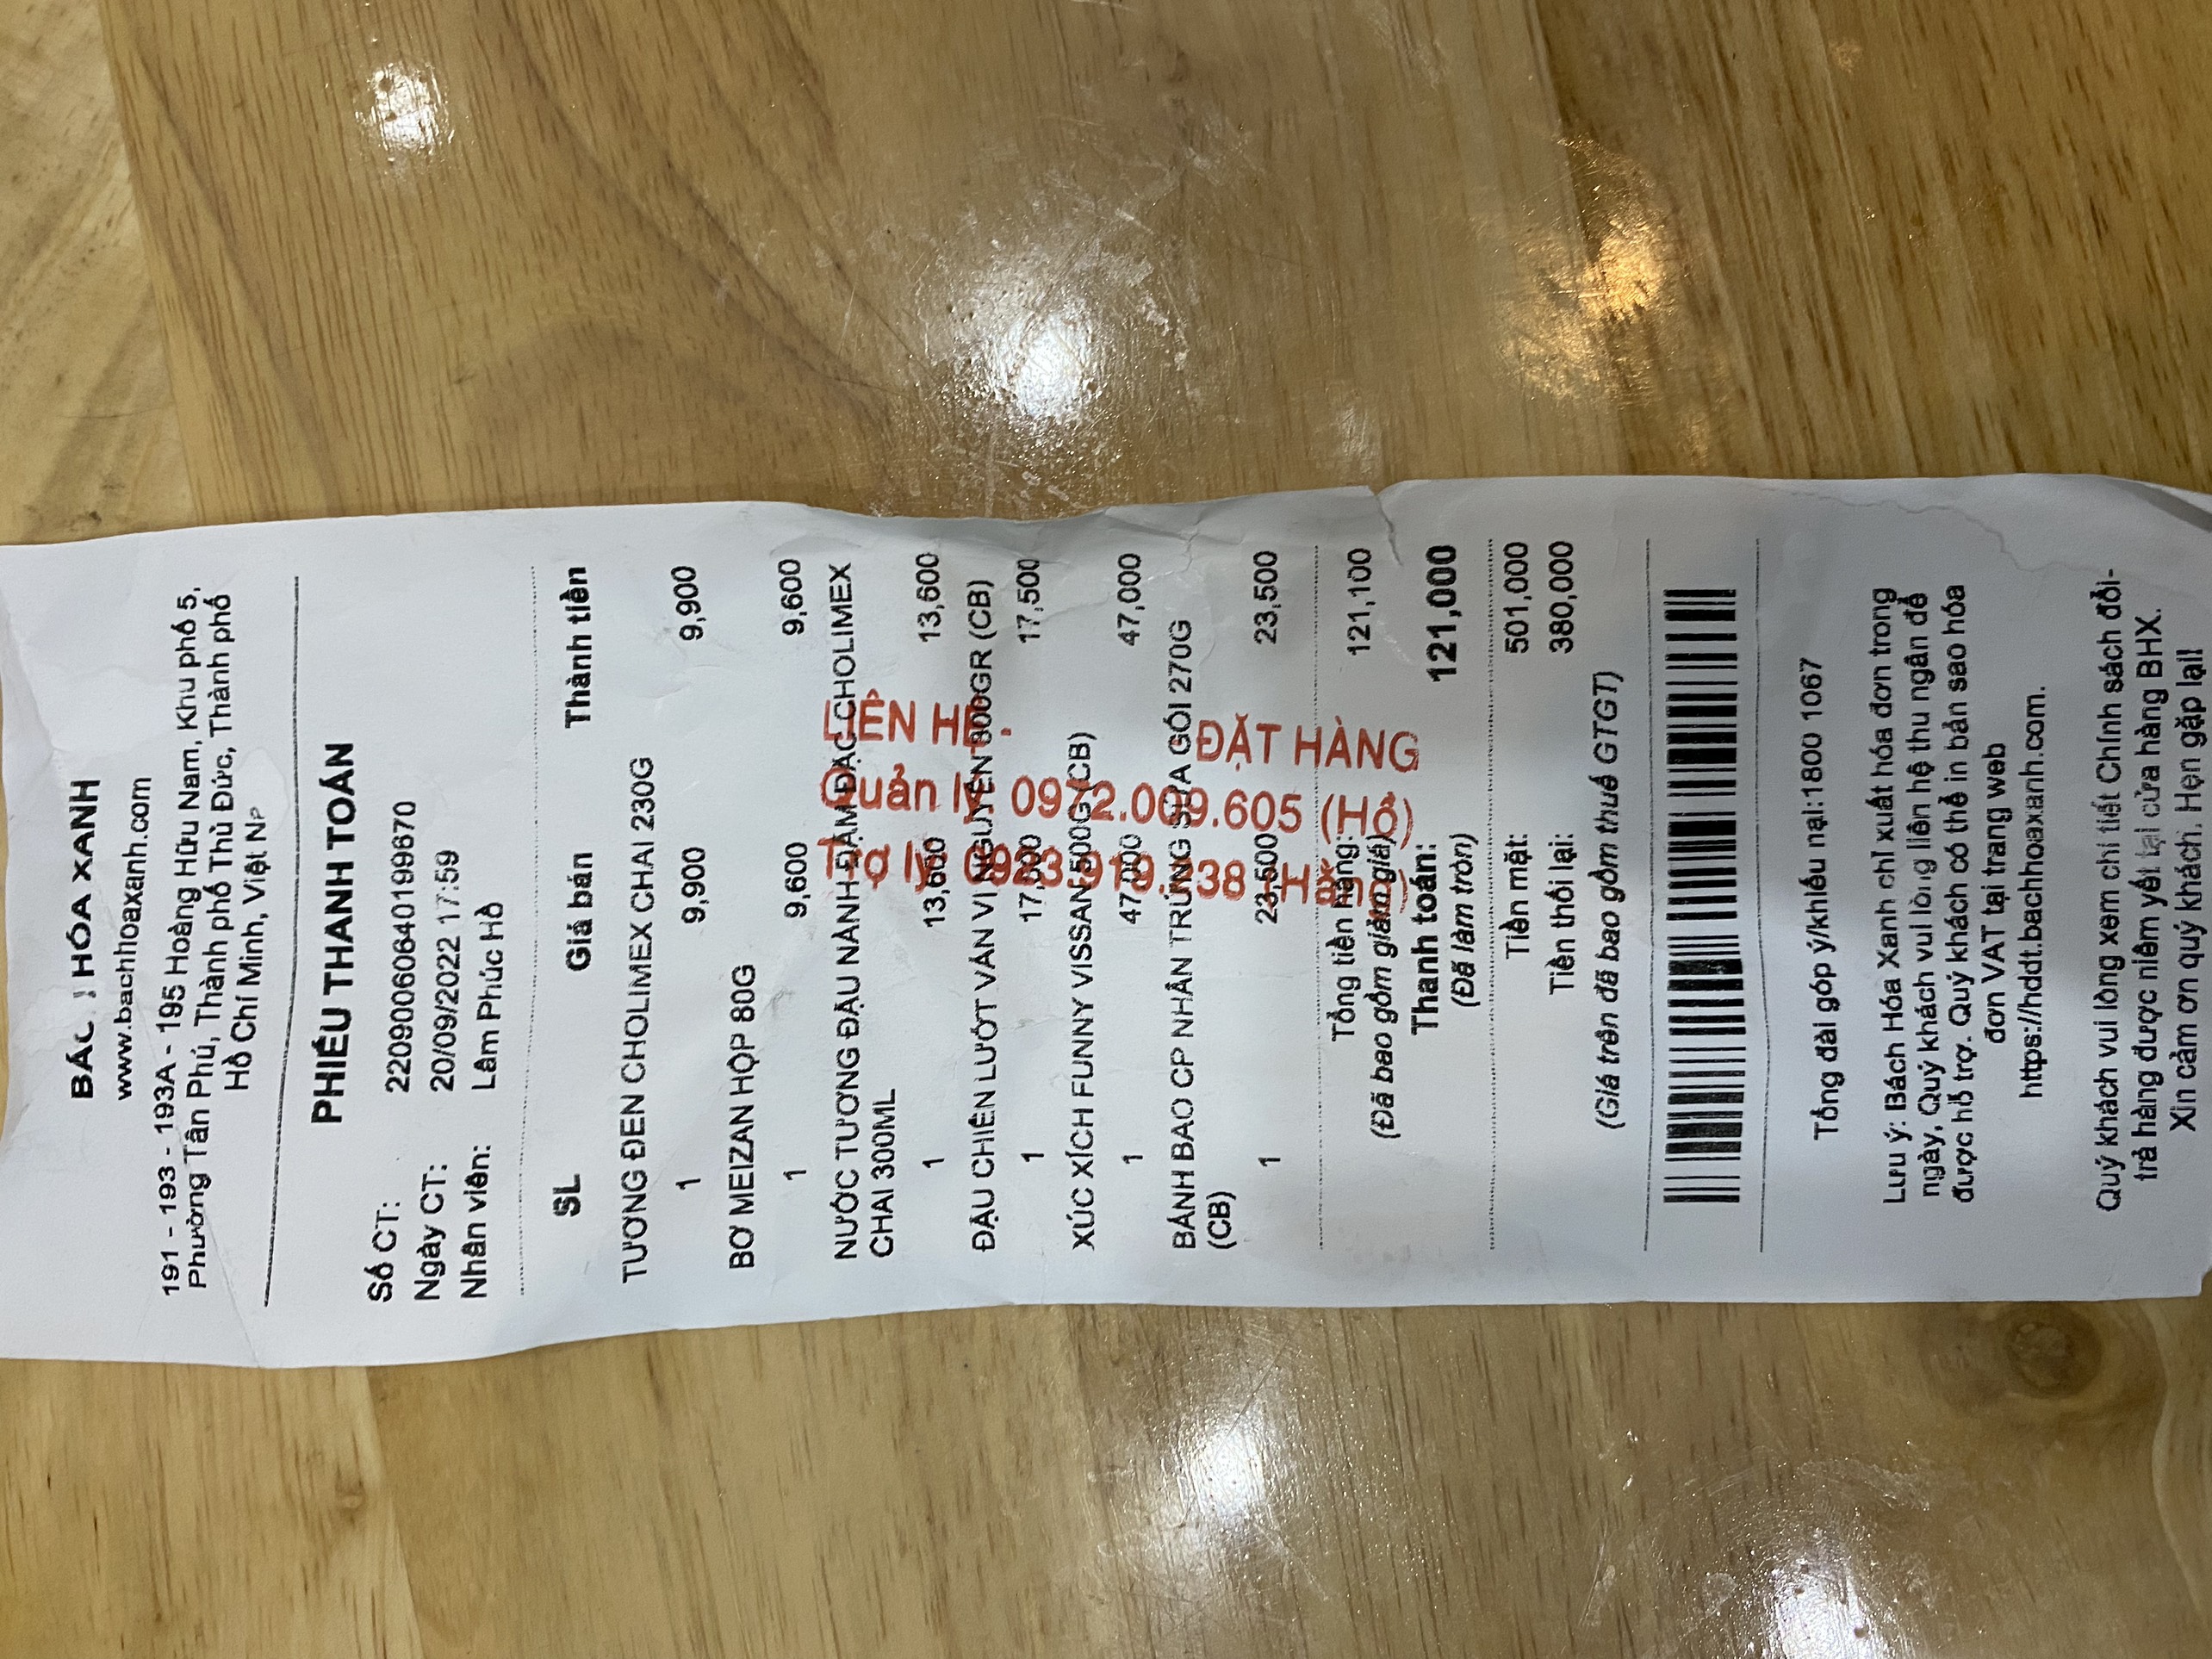 BÁCH HÓA XANH
www.bachhoaxanh.com
191 - 193 - 193A - 195 Hoàng Hữu Nam, Khu phố 5,
Phường Tân Phú, Thành phố Thủ Đức, Thành phố
Hồ Chí Minh, Việt Na
PHIẾU THANH TOÁN
Số CT: 22090060640199670
Ngày CT: 20/09/2022 17:59
Nhân viên: Lâm Phúc Hồ
SL Giá bán Thành tiền
TƯƠNG ĐEN CHOLIMEX CHAI 230G
1 9,900 9,900
BƠ MEIZAN HỘP 80G
1 9,600 9,600
NƯỚC TƯƠNG ĐẬU NÀNH ĐẬM ĐẶC CHOLIMEX
CHAI 300ML
1 13,600 13,600
ĐẬU CHIÊN LƯỚT VÁN VỊ NGUYÊN 300GR (CB)
1 17,500 17,500
XÚC XÍCH FUNNY VISSAN 500G (CB)
1 47,000 47,000
BÁNH BAO CP NHÂN TRỨNG SỮA GÓI 270G
(CB)
1 23,500 23,500
Tổng tiền hàng: 121,100
(Đã bao gồm giảm giá)
Thanh toán: 121,000
(Đã làm tròn)
Tiền mặt: 501,000
Tiền thối lại: 380,000
(Giá trên đã bao gồm thuế GTGT)
Tổng đài góp ý/khiếu nại:1800 1067
Lưu ý: Bách Hóa Xanh chỉ xuất hóa đơn trong
ngày, Quý khách vui lòng liên hệ thu ngân để
được hỗ trợ. Quý khách có thể in bản sao hóa
đơn VAT tại trang web
https://hddt.bachhoaxanh.com.
Quý khách vui lòng xem chi tiết Chính sách đổi-
trả hàng được niêm yết tại cửa hàng BHX.
Xin cảm ơn quý khách. Hẹn gặp lại!
LIÊN HỆ - ĐẶT HÀNG
Quản lý: 0972.009.605 (Hồ)
Trợ lý: (Hằng)